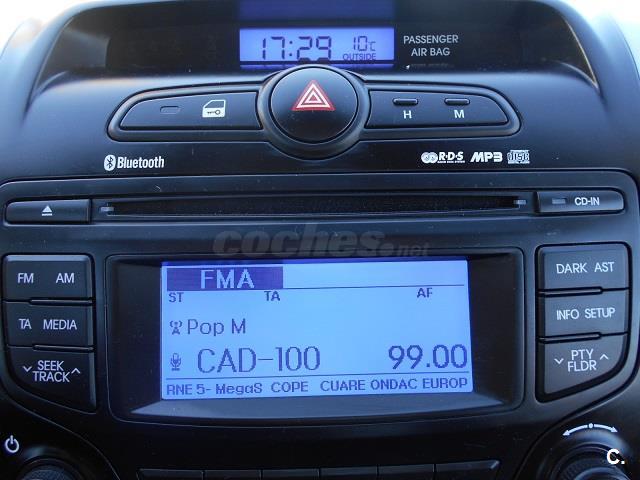 17:29 10c
OUTSIDE
PASSENGER
AIR BAG
H M
Bluetooth
R·D·S MP3 disc
CD-IN
coches.net
FM AM
DARK AST
FMA
ST TA AF
TA MEDIA
Pop M
INFO SETUP
SEEK
TRACK
CAD-100 99.00
PTY
FLDR
RNE 5- MegaS COPE CUARE ONDAC EUROP
C.